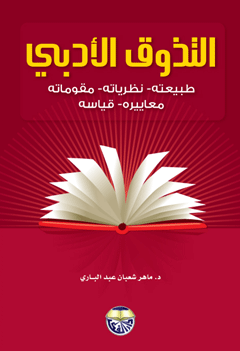 التذوق الأدبي
طبيعته- نظرياته- مقوماته
معاييره- قياسه
د. ماهر شعبان عبد الباري